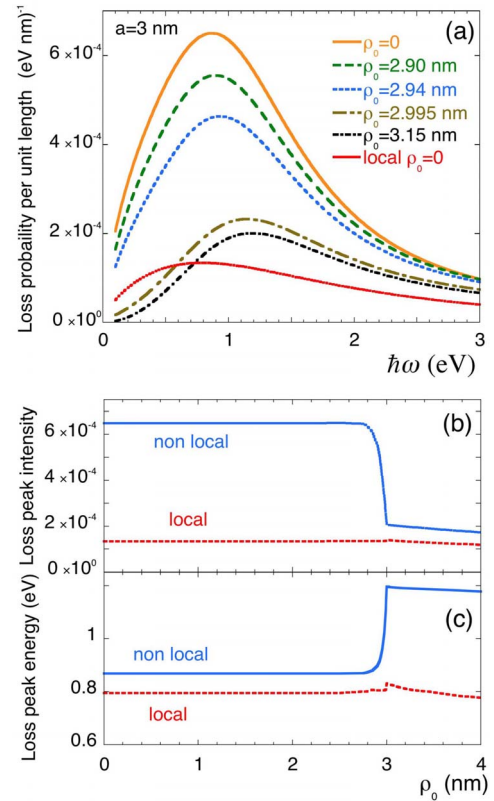 a=3 nm
(a)
ρ₀=0
ρ₀=2.90 nm
ρ₀=2.94 nm
ρ₀=2.995 nm
ρ₀=3.15 nm
local ρ₀=0
Loss probaility per unit length (eV nm)⁻¹
6 ×10⁻⁴
4 ×10⁻⁴
2 ×10⁻⁴
0 ×10⁰
0 1 2 3
ℏω (eV)
(b)
Loss peak intensity
6 ×10⁻⁴
4 ×10⁻⁴
2 ×10⁻⁴
0 ×10⁰
non local
local
(c)
Loss peak energy (eV)
1
0.8
0.6
non local
local
0 1 2 3 4
ρ₀ (nm)